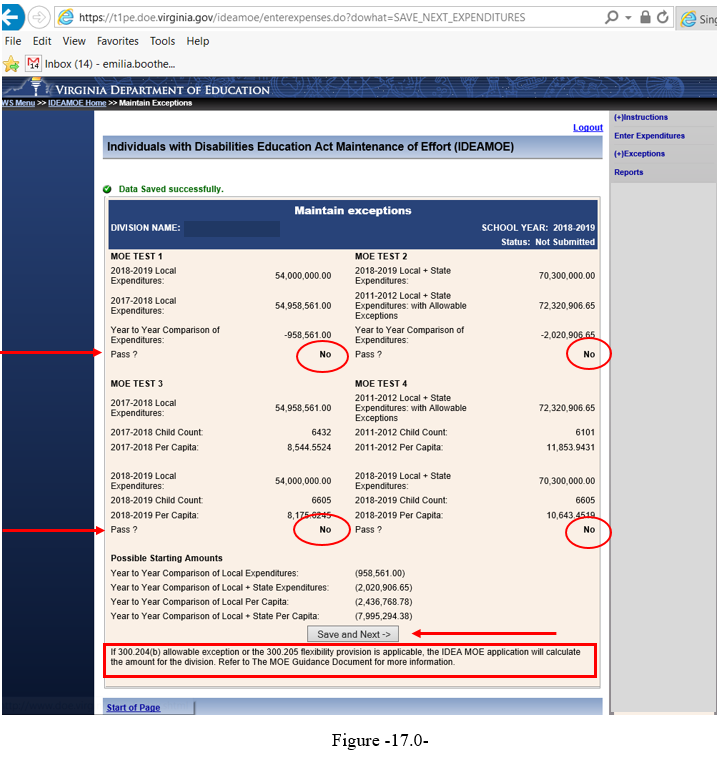 https://t1pe.doe.virginia.gov/ideamoe/enterexpenses.do?dowhat=SAVE_NEXT_EXPENDITURES
Sing
File Edit View Favorites Tools Help
14 Inbox (14) - emilia.boothe...
VIRGINIA DEPARTMENT OF EDUCATION
WS Menu >> IDEAMOE Home >> Maintain Exceptions
(+)Instructions
Enter Expenditures
(+)Exceptions
Reports
Logout
Individuals with Disabilities Education Act Maintenance of Effort (IDEAMOE)
Data Saved successfully.
Maintain exceptions
DIVISION NAME: SCHOOL YEAR: 2018-2019
Status: Not Submitted
MOE TEST 1
2018-2019 Local
Expenditures: 54,000,000.00
2017-2018 Local
Expenditures: 54,958,561.00
Year to Year Comparison of
Expenditures: -958,561.00
Pass ? No
MOE TEST 2
2018-2019 Local + State
Expenditures: 70,300,000.00
2011-2012 Local + State
Expenditures: with Allowable
Exceptions 72,320,906.65
Year to Year Comparison of
Expenditures: -2,020,906.65
Pass ? No
MOE TEST 3
2017-2018 Local
Expenditures: 54,958,561.00
2017-2018 Child Count: 6432
2017-2018 Per Capita: 8,544.5524
2018-2019 Local
Expenditures: 54,000,000.00
2018-2019 Child Count: 6605
2018-2019 Per Capita: 8,175.6245
Pass ? No
MOE TEST 4
2011-2012 Local + State
Expenditures: with Allowable
Exceptions 72,320,906.65
2011-2012 Child Count: 6101
2011-2012 Per Capita: 11,853.9431
2018-2019 Local + State
Expenditures: 70,300,000.00
2018-2019 Child Count: 6605
2018-2019 Per Capita: 10,643.4519
Pass ? No
Possible Starting Amounts
Year to Year Comparison of Local Expenditures: (958,561.00)
Year to Year Comparison of Local + State Expenditures: (2,020,906.65)
Year to Year Comparison of Local Per Capita: (2,436,768.78)
Year to Year Comparison of Local + State Per Capita: (7,995,294.38)
Save and Next ->
If 300.204(b) allowable exception or the 300.205 flexibility provision is applicable, the IDEA MOE application will calculate
the amount for the division. Refer to The MOE Guidance Document for more information.
Start of Page
Figure -17.0-